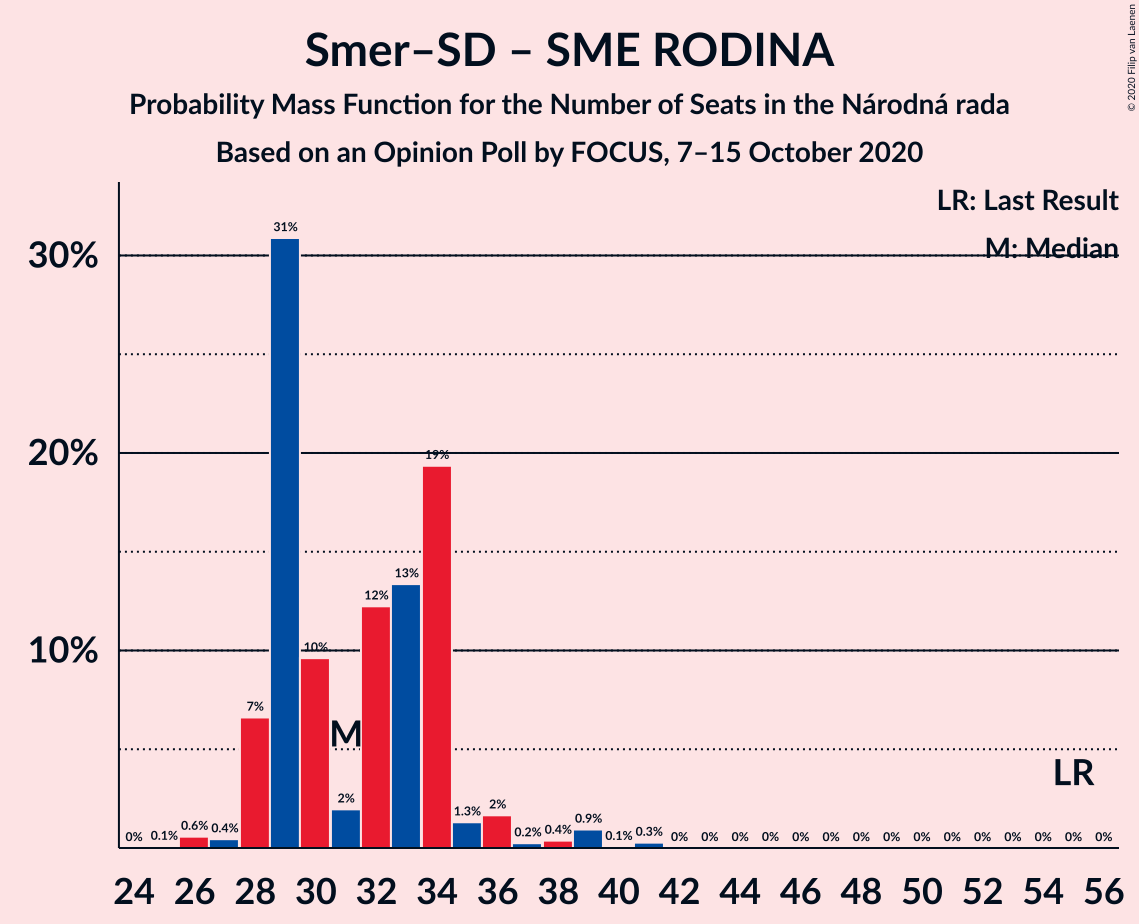 Smer–SD – SME RODINA
Probability Mass Function for the Number of Seats in the Národná rada
Based on an Opinion Poll by FOCUS, 7–15 October 2020
© 2020 Filip van Laenen
LR: Last Result
M: Median
30%
20%
10%
0% 0.1% 0.6% 0.4% 7% 31% 10% 2% 12% 13% 19% 1.3% 2% 0.2% 0.4% 0.9% 0.1% 0.3% 0% 0% 0% 0% 0% 0% 0% 0% 0% 0% 0% 0% 0% 0% 0%
M
LR
24 26 28 30 32 34 36 38 40 42 44 46 48 50 52 54 56